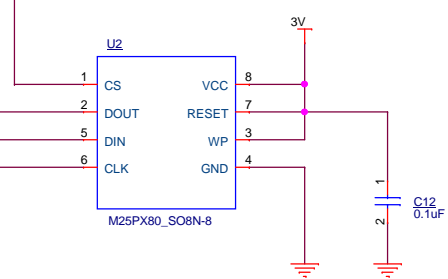 3V
U2
1 CS VCC 8
2 DOUT RESET 7
5 DIN WP 3
6 CLK GND 4
M25PX80_SO8N-8
1
C12
0.1uF
2